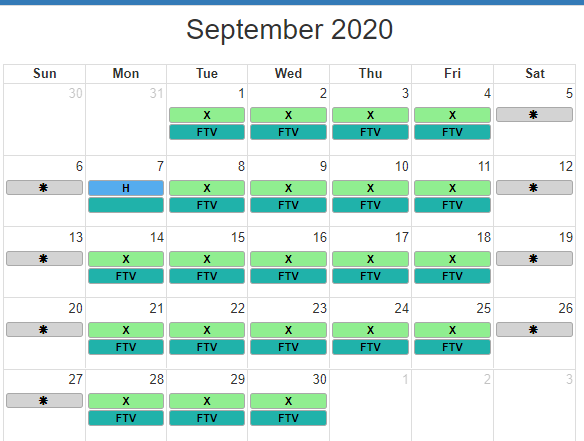 September 2020
Sun Mon Tue Wed Thu Fri Sat
30 31 1 2 3 4 5
X X X X ✱
FTV FTV FTV FTV
6 7 8 9 10 11 12
✱ H X X X X ✱
FTV FTV FTV FTV
13 14 15 16 17 18 19
✱ X X X X X ✱
FTV FTV FTV FTV FTV
20 21 22 23 24 25 26
✱ X X X X X ✱
FTV FTV FTV FTV FTV
27 28 29 30 1 2 3
✱ X X X
FTV FTV FTV